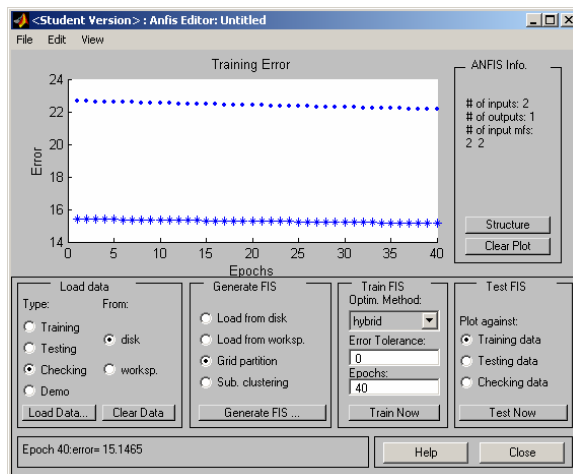 <Student Version> : Anfis Editor: Untitled
File Edit View
Training Error
24
22
20
18
16
14
Error
0 5 10 15 20 25 30 35 40
Epochs
ANFIS Info.
# of inputs: 2
# of outputs: 1
# of input mfs:
2 2
Structure
Clear Plot
Load data
Type: From:
Training
Testing
Checking
Demo
disk
worksp.
Load Data... Clear Data
Generate FIS
Load from disk
Load from worksp.
Grid partition
Sub. clustering
Generate FIS ...
Train FIS
Optim. Method:
hybrid
Error Tolerance:
0
Epochs:
40
Train Now
Test FIS
Plot against:
Training data
Testing data
Checking data
Test Now
Epoch 40:error= 15.1465
Help
Close